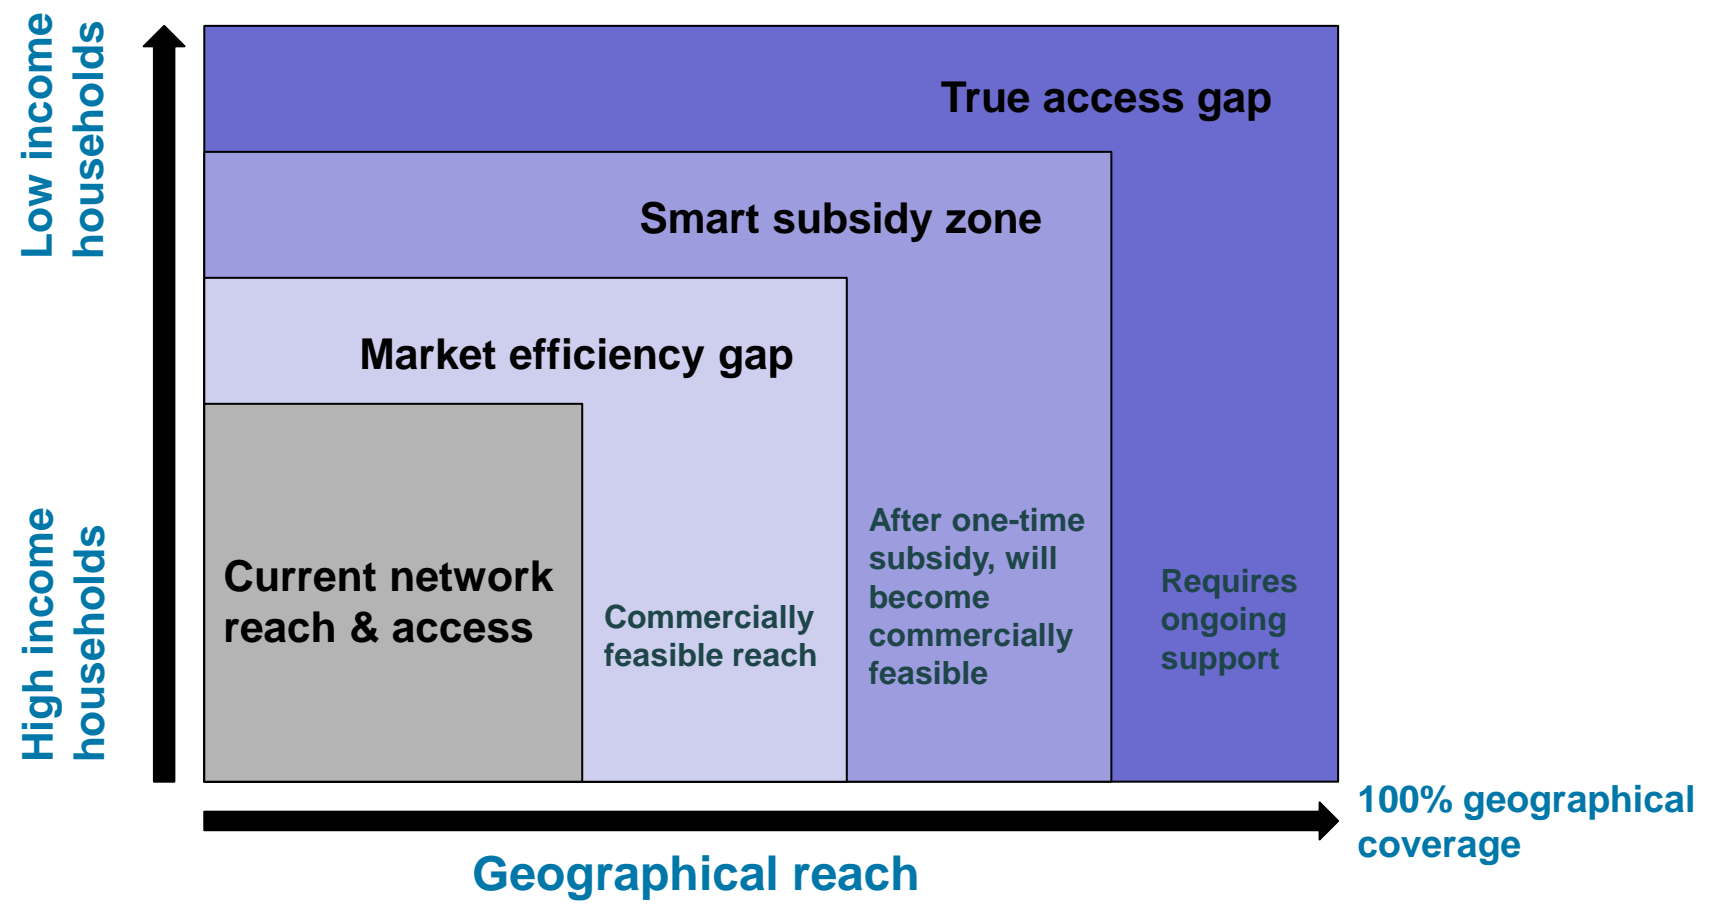 Low income
households
High income
households
True access gap
Smart subsidy zone
Market efficiency gap
Current network
reach & access
Commercially
feasible reach
After one-time
subsidy, will
become
commercially
feasible
Requires
ongoing
support
100% geographical
coverage
Geographical reach